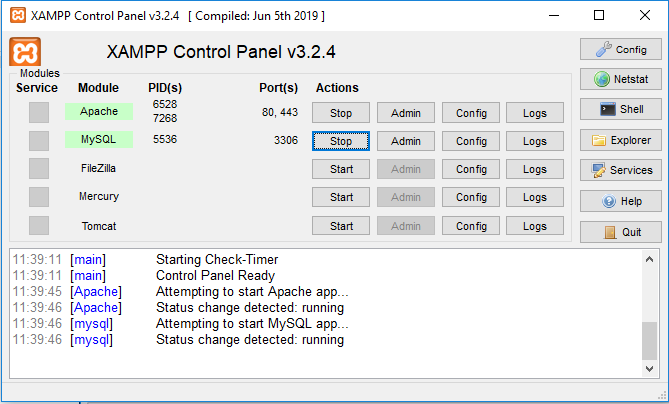 XAMPP Control Panel v3.2.4 [ Compiled: Jun 5th 2019 ]
XAMPP Control Panel v3.2.4
Config
Modules
Service Module PID(s) Port(s) Actions
Netstat
Apache 6528 7268 80, 443 Stop Admin Config Logs
Shell
MySQL 5536 3306 Stop Admin Config Logs
Explorer
FileZilla Start Admin Config Logs
Services
Mercury Start Admin Config Logs
Help
Tomcat Start Admin Config Logs
Quit
11:39:11 [main] Starting Check-Timer
11:39:11 [main] Control Panel Ready
11:39:45 [Apache] Attempting to start Apache app...
11:39:46 [Apache] Status change detected: running
11:39:46 [mysql] Attempting to start MySQL app...
11:39:46 [mysql] Status change detected: running